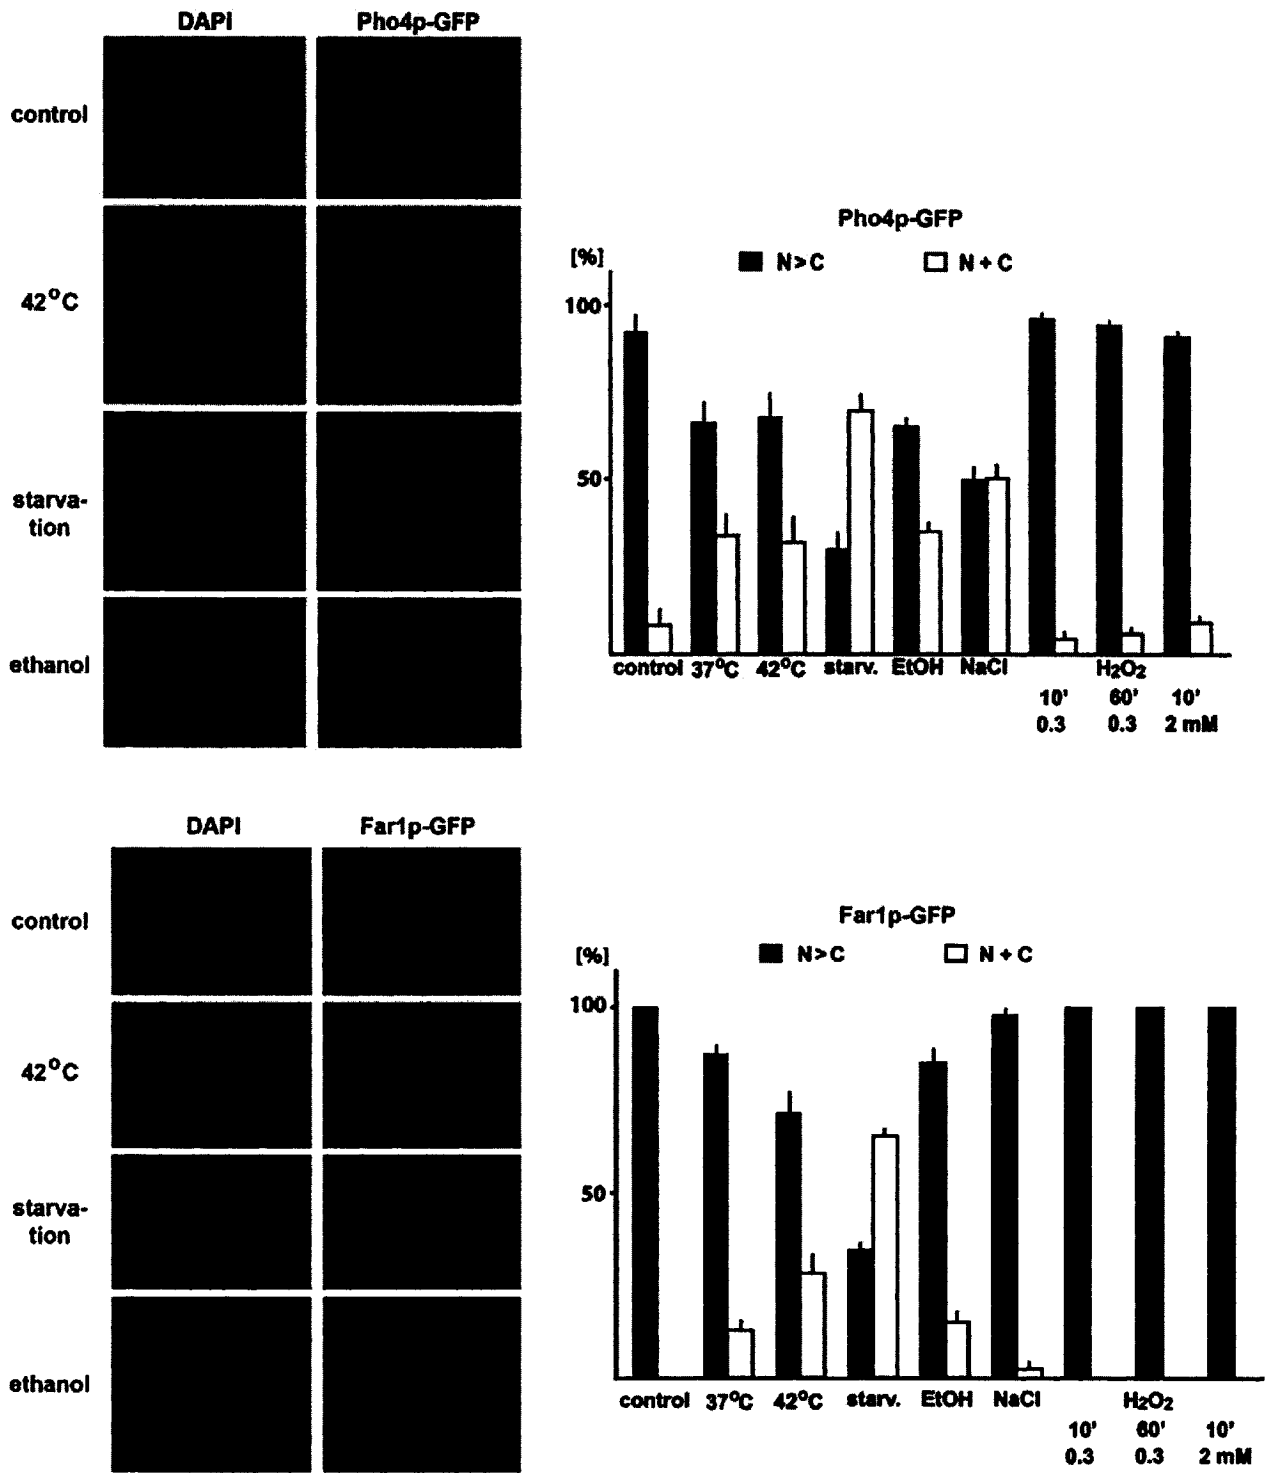 DAPI Pho4p-GFP
control
42°C
starva-
tion
ethanol
Pho4p-GFP
[%] N>C N + C
100
50
control 37°C 42°C starv. EtOH NaCl H2O2
10' 60' 10'
0.3 0.3 2 mM
DAPI Far1p-GFP
control
42°C
starva-
tion
ethanol
Far1p-GFP
[%] N>C N + C
100
50
control 37°C 42°C starv. EtOH NaCl H2O2
10' 60' 10'
0.3 0.3 2 mM